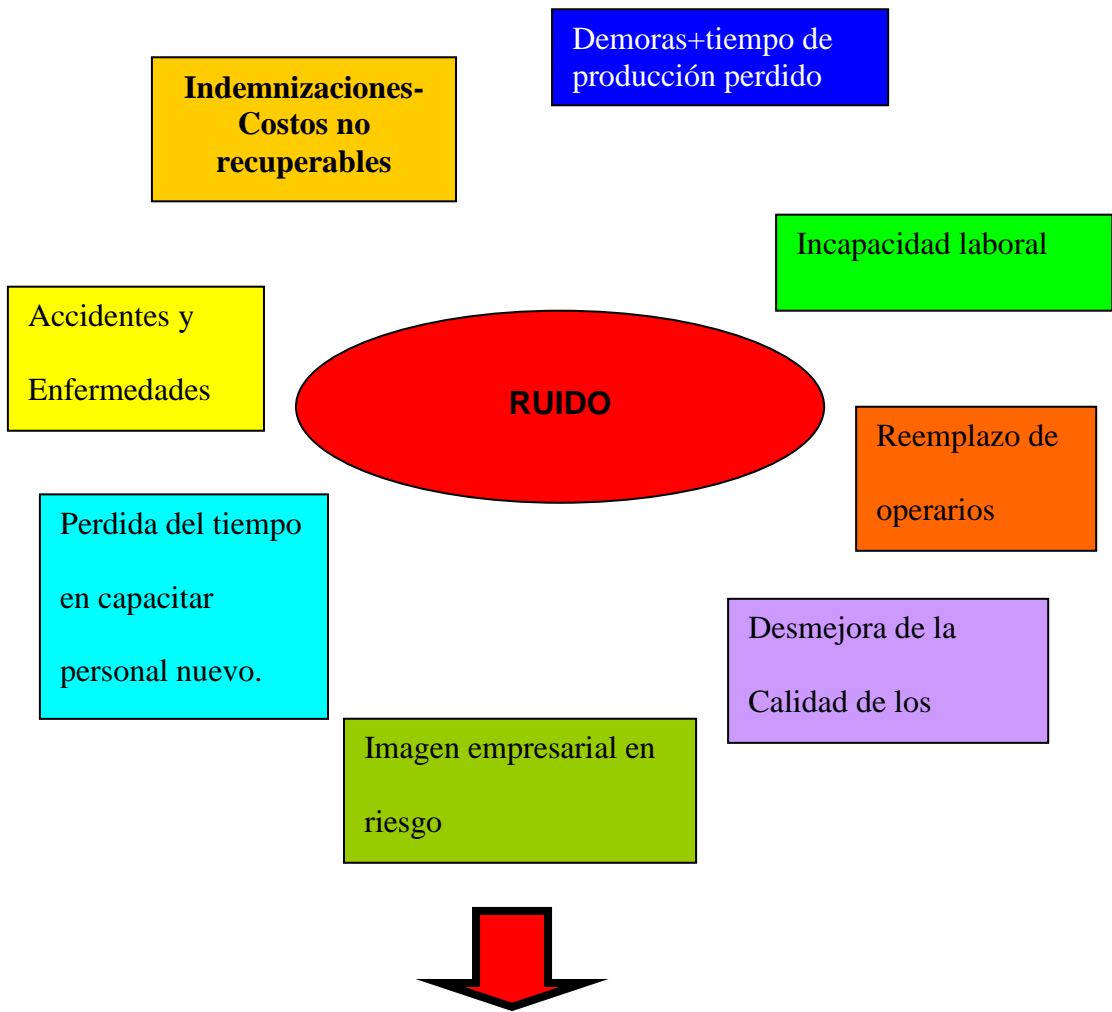 Demoras+tiempo de
producción perdido
Indemnizaciones-
Costos no
recuperables
Incapacidad laboral
Accidentes y
Enfermedades
RUIDO
Reemplazo de
operarios
Perdida del tiempo
en capacitar
personal nuevo.
Desmejora de la
Calidad de los
Imagen empresarial en
riesgo